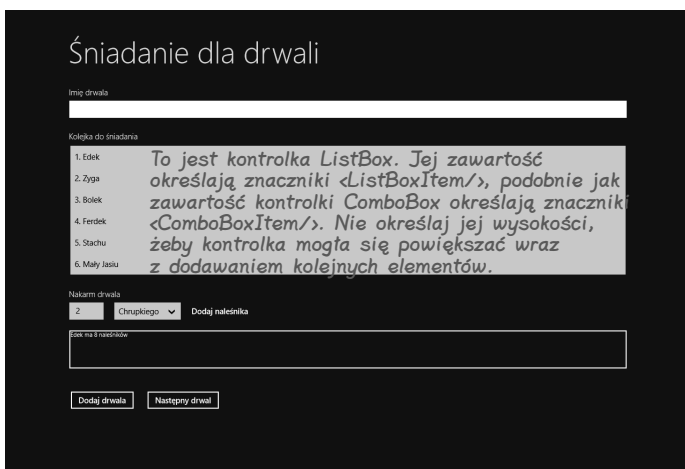 Śniadanie dla drwali
Imię drwala
Kolejka do śniadania
1. Edek
2. Zyga
3. Bolek
4. Ferdek
5. Stachu
6. Mały Jasiu
To jest kontrolka ListBox. Jej zawartość
określają znaczniki <ListBoxItem/>, podobnie jak
zawartość kontrolki ComboBox określają znaczniki
<ComboBoxItem/>. Nie określaj jej wysokości,
żeby kontrolka mogła się powiększać wraz
z dodawaniem kolejnych elementów.
Nakarm drwala
2 Chrupkiego Dodaj naleśnika
Edek ma 8 naleśników
Dodaj drwala Następny drwal